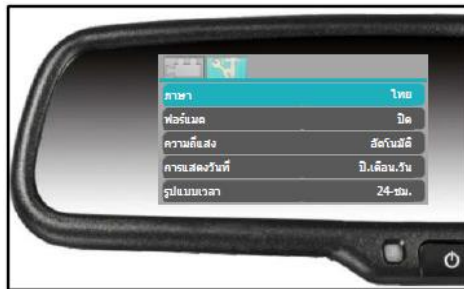 ภาษา ไทย
ฟอร์แมต ปิด
ความถี่แสง อัตโนมัติ
การแสดงวันที่ ปี.เดือน.วัน
รูปแบบเวลา 24-ชม.